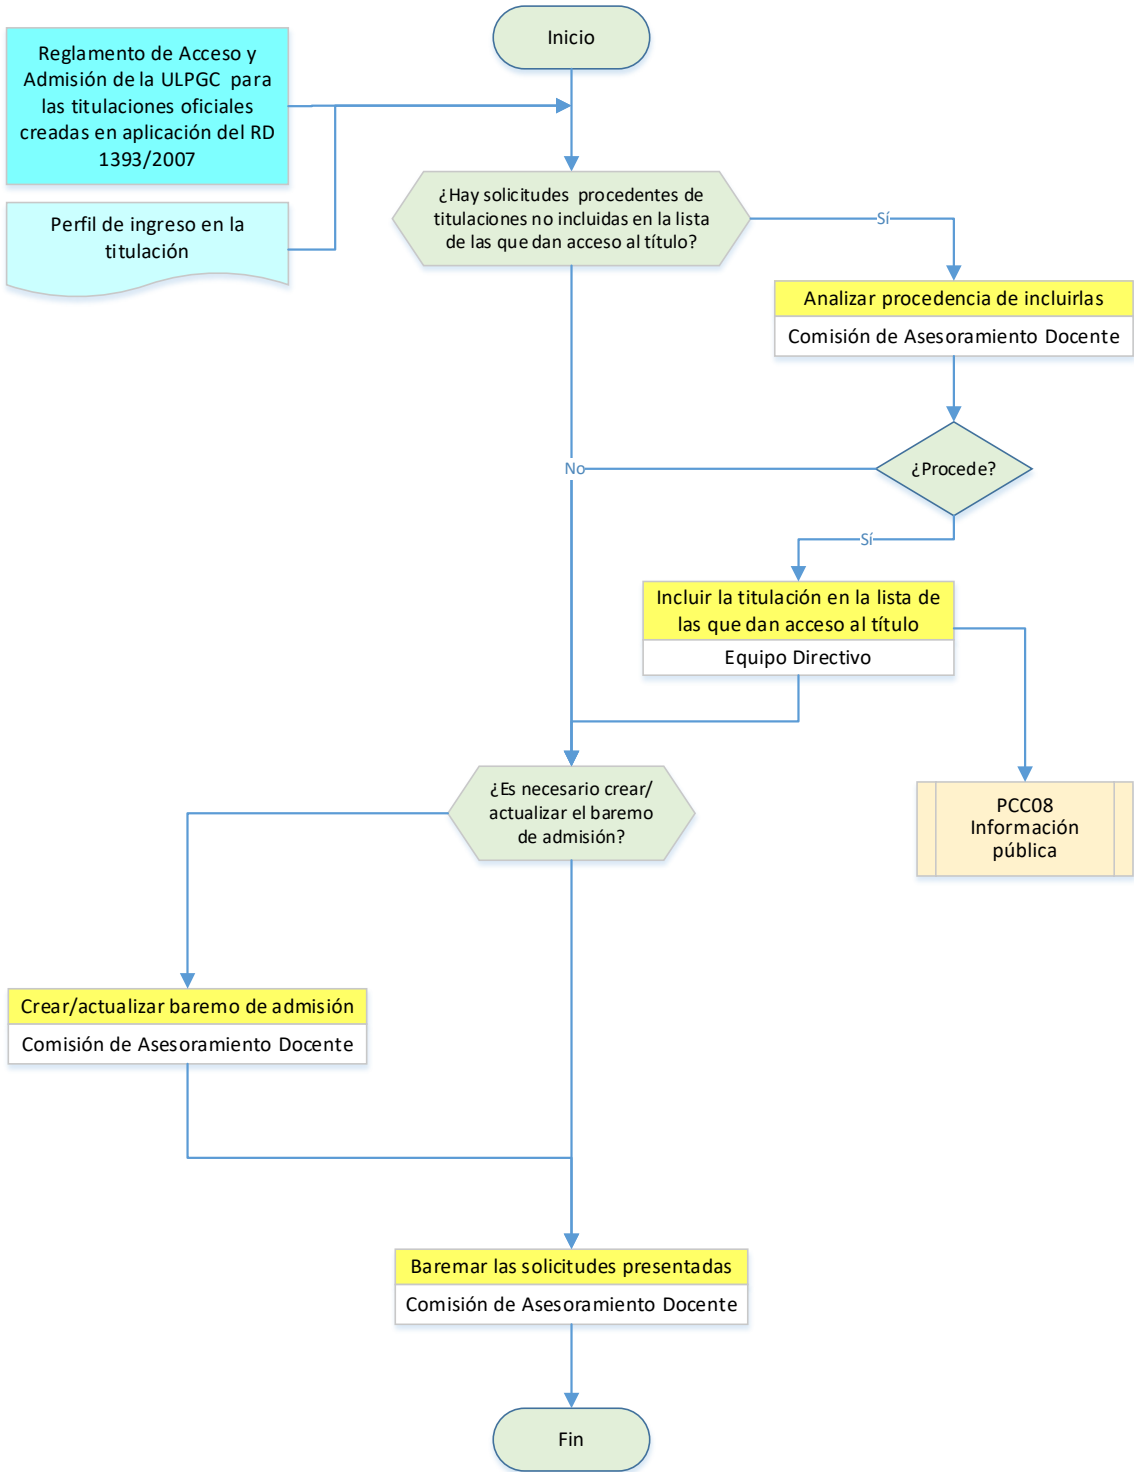 Inicio
Reglamento de Acceso y
Admisión de la ULPGC para
las titulaciones oficiales
creadas en aplicación del RD
1393/2007
Perfil de ingreso en la
titulación
¿Hay solicitudes procedentes de
titulaciones no incluidas en la lista
de las que dan acceso al título?
Sí
Analizar procedencia de incluirlas
Comisión de Asesoramiento Docente
No
¿Procede?
Sí
Incluir la titulación en la lista de
las que dan acceso al título
Equipo Directivo
¿Es necesario crear/
actualizar el baremo
de admisión?
PCC08
Información
pública
Crear/actualizar baremo de admisión
Comisión de Asesoramiento Docente
Baremar las solicitudes presentadas
Comisión de Asesoramiento Docente
Fin